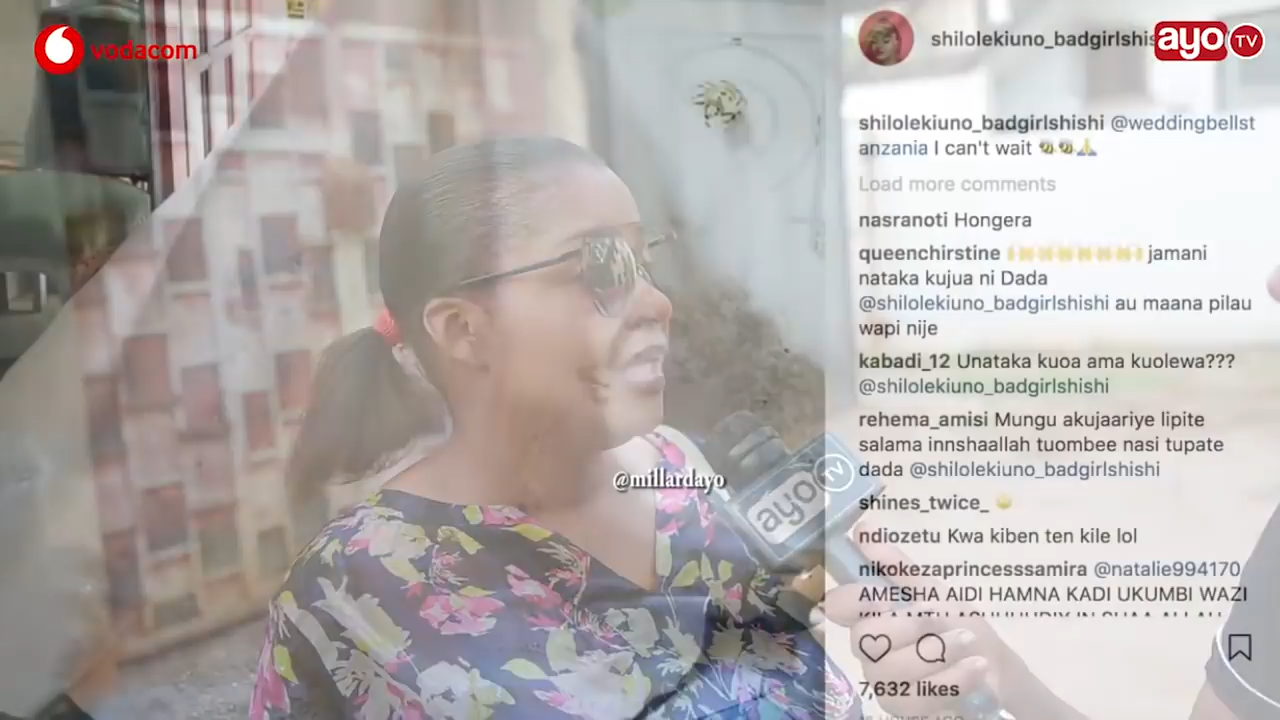 vodacom
shilolekiuno_badgirlshis
ayo TV
shilolekiuno_badgirlshishi @weddingbellst
anzania I can't wait
Load more comments
nasranoti Hongera
queenchirstine jamani
nataka kujua ni Dada
@shilolekiuno_badgirlshishi au maana pilau
wapi nije
kabadi_12 Unataka kuoa ama kuolewa???
@shilolekiuno_badgirlshishi
rehema_amisi Mungu akujaariye lipite
salama innshaallah tuombee nasi tupate
dada @shilolekiuno_badgirlshishi
shines_twice_
ndiozetu Kwa kiben ten kile lol
nikokezaprincesssamira @natalie994170
AMESHA AIDI HAMNA KADI UKUMBI WAZI
@millardayo
ayo TV
7,632 likes